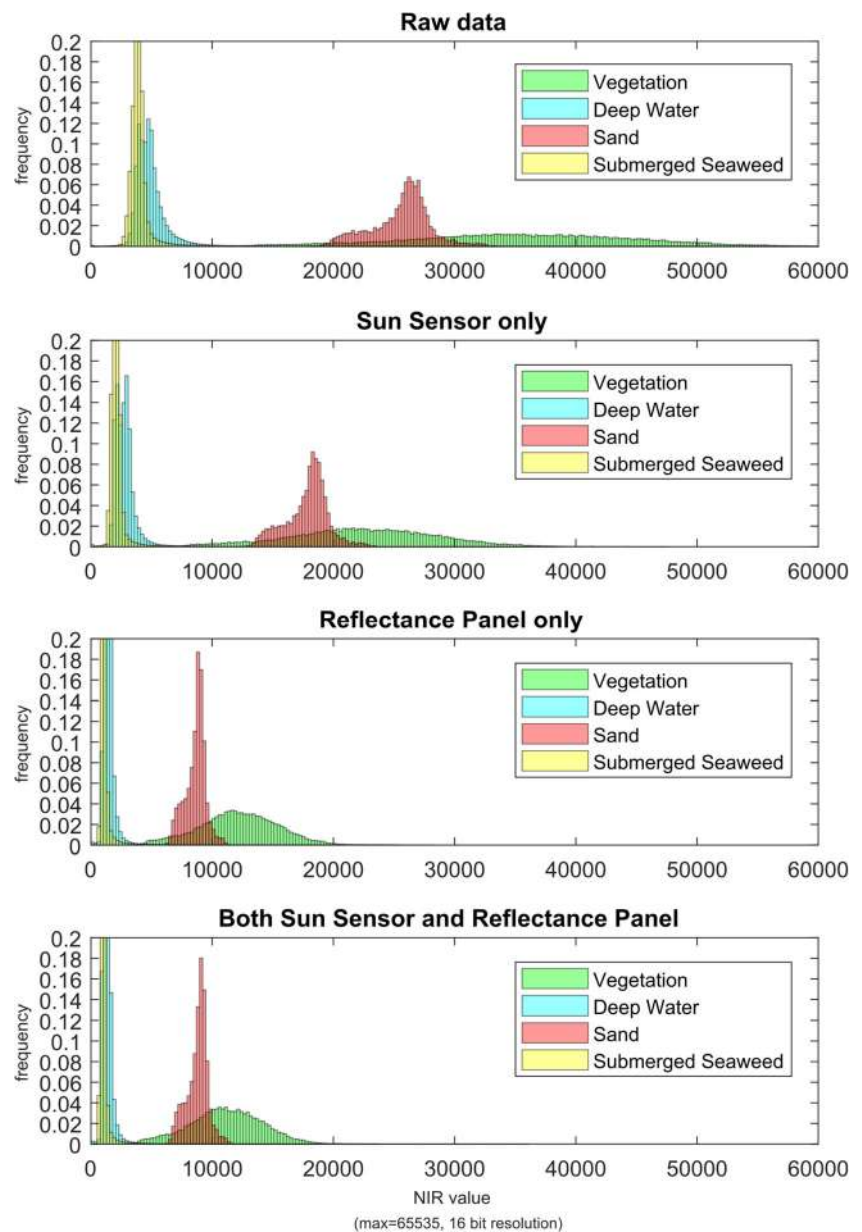 Raw data
0.2
0.18
0.16
0.14
0.12
0.1
0.08
0.06
0.04
0.02
0
frequency
Vegetation
Deep Water
Sand
Submerged Seaweed
0 10000 20000 30000 40000 50000 60000
Sun Sensor only
0.2
0.18
0.16
0.14
0.12
0.1
0.08
0.06
0.04
0.02
0
frequency
Vegetation
Deep Water
Sand
Submerged Seaweed
0 10000 20000 30000 40000 50000 60000
Reflectance Panel only
0.2
0.18
0.16
0.14
0.12
0.1
0.08
0.06
0.04
0.02
0
frequency
Vegetation
Deep Water
Sand
Submerged Seaweed
0 10000 20000 30000 40000 50000 60000
Both Sun Sensor and Reflectance Panel
0.2
0.18
0.16
0.14
0.12
0.1
0.08
0.06
0.04
0.02
0
frequency
Vegetation
Deep Water
Sand
Submerged Seaweed
0 10000 20000 30000 40000 50000 60000
NIR value
(max=65535, 16 bit resolution)